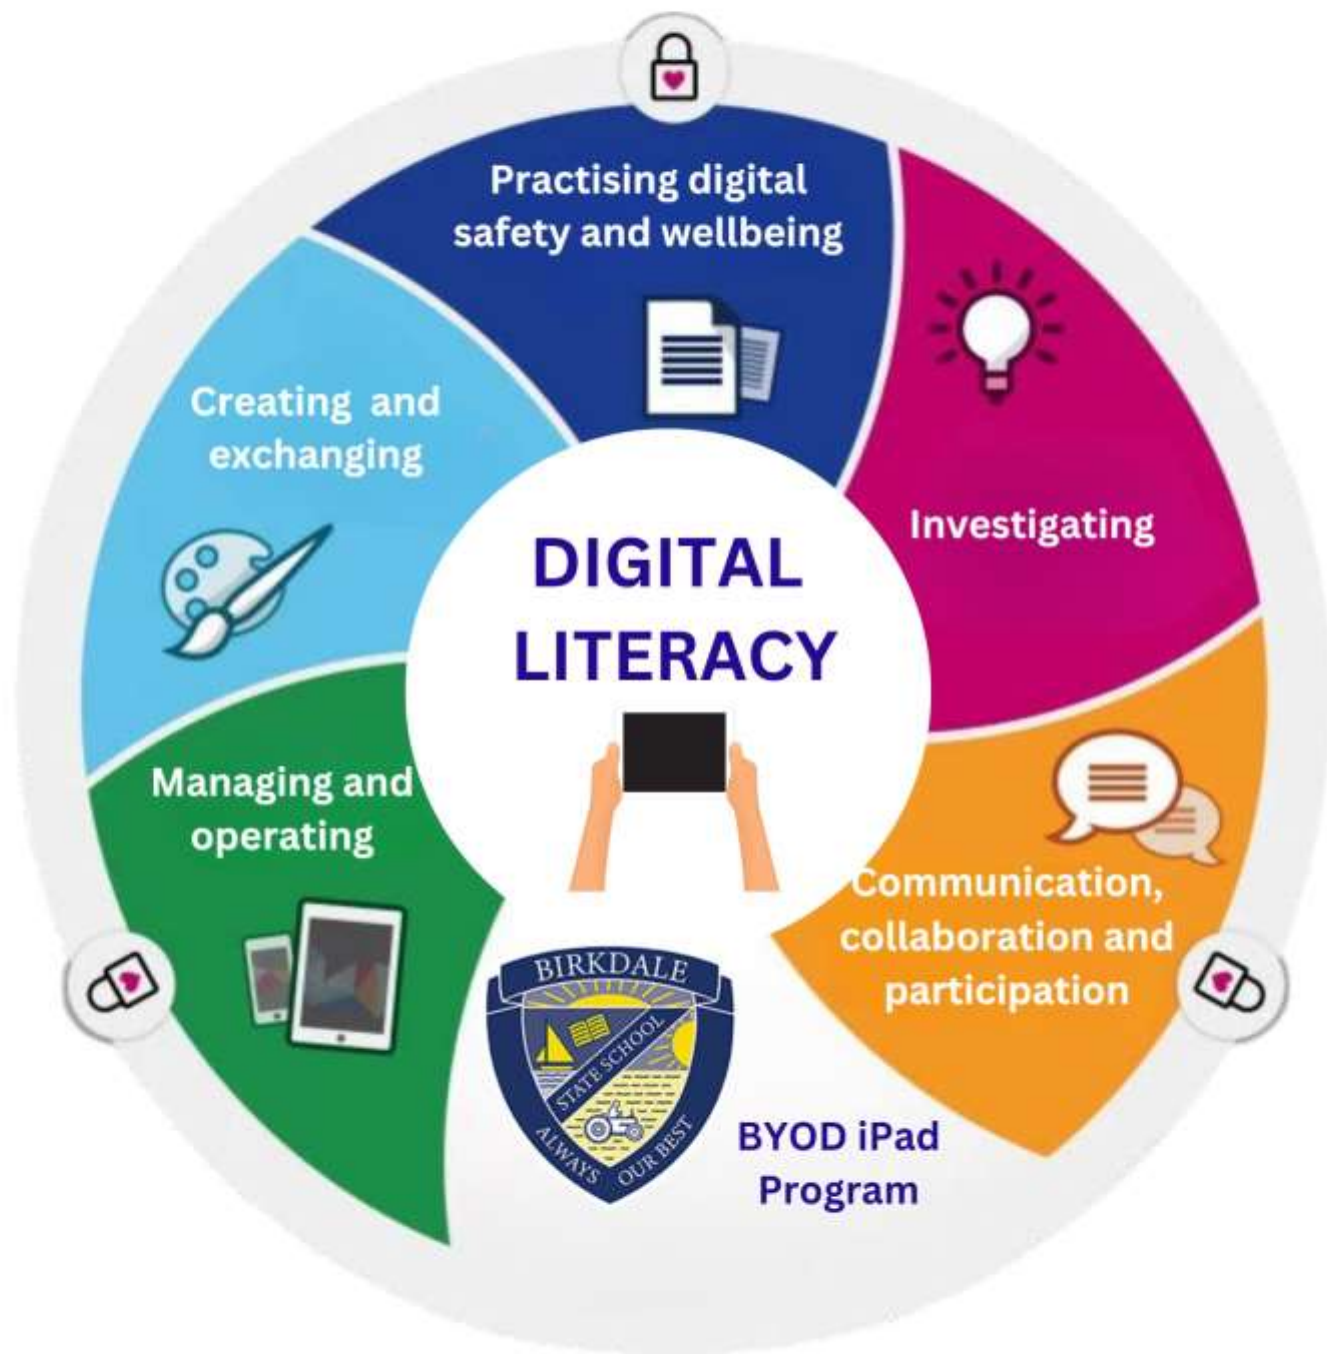 Practising digital
safety and wellbeing
Creating and
exchanging
Investigating
DIGITAL
LITERACY
Managing and
operating
Communication,
collaboration and
participation
BIRKDALE
STATE SCHOOL
ALWAYS OUR BEST
BYOD iPad
Program